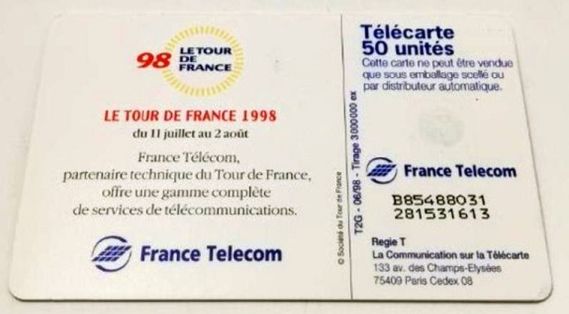 98 LE TOUR
DE
FRANCE
LE TOUR DE FRANCE 1998
du 11 juillet au 2 août
France Télécom,
partenaire technique du Tour de France,
offre une gamme complète
de services de télécommunications.
France Telecom
© Société du Tour de France
T2G - 06/98 - Tirage 3 000 000 ex
Télécarte
50 unités
Cette carte ne peut être vendue
que sous emballage scellé ou
par distributeur automatique.
France Telecom
B85488031
281531613
Regie T
La Communication sur la Télécarte
133 av. des Champs-Elysées
75409 Paris Cedex 08